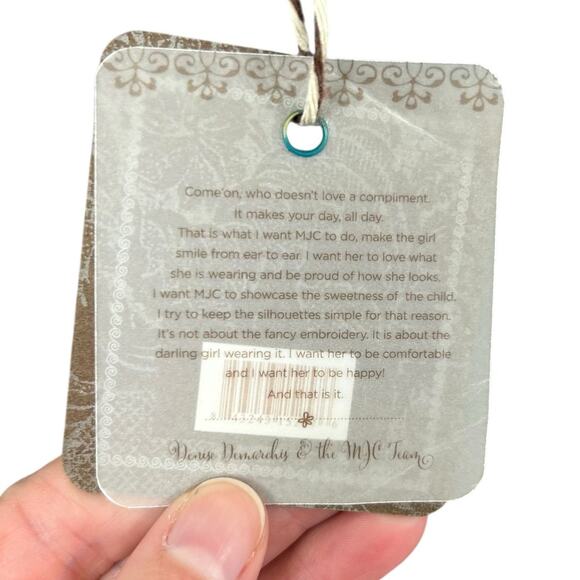 Come'on, who doesn't love a compliment.
It makes your day, all day.
That is what I want MJC to do, make the girl
smile from ear to ear. I want her to love what
she is wearing and be proud of how she looks.
I want MJC to showcase the sweetness of the child.
I try to keep the silhouettes simple for that reason.
It's not about the fancy embroidery. It is about the
darling girl wearing it. I want her to be comfortable
and I want her to be happy!
And that is it.
Denise Demarchis & the MJC Team